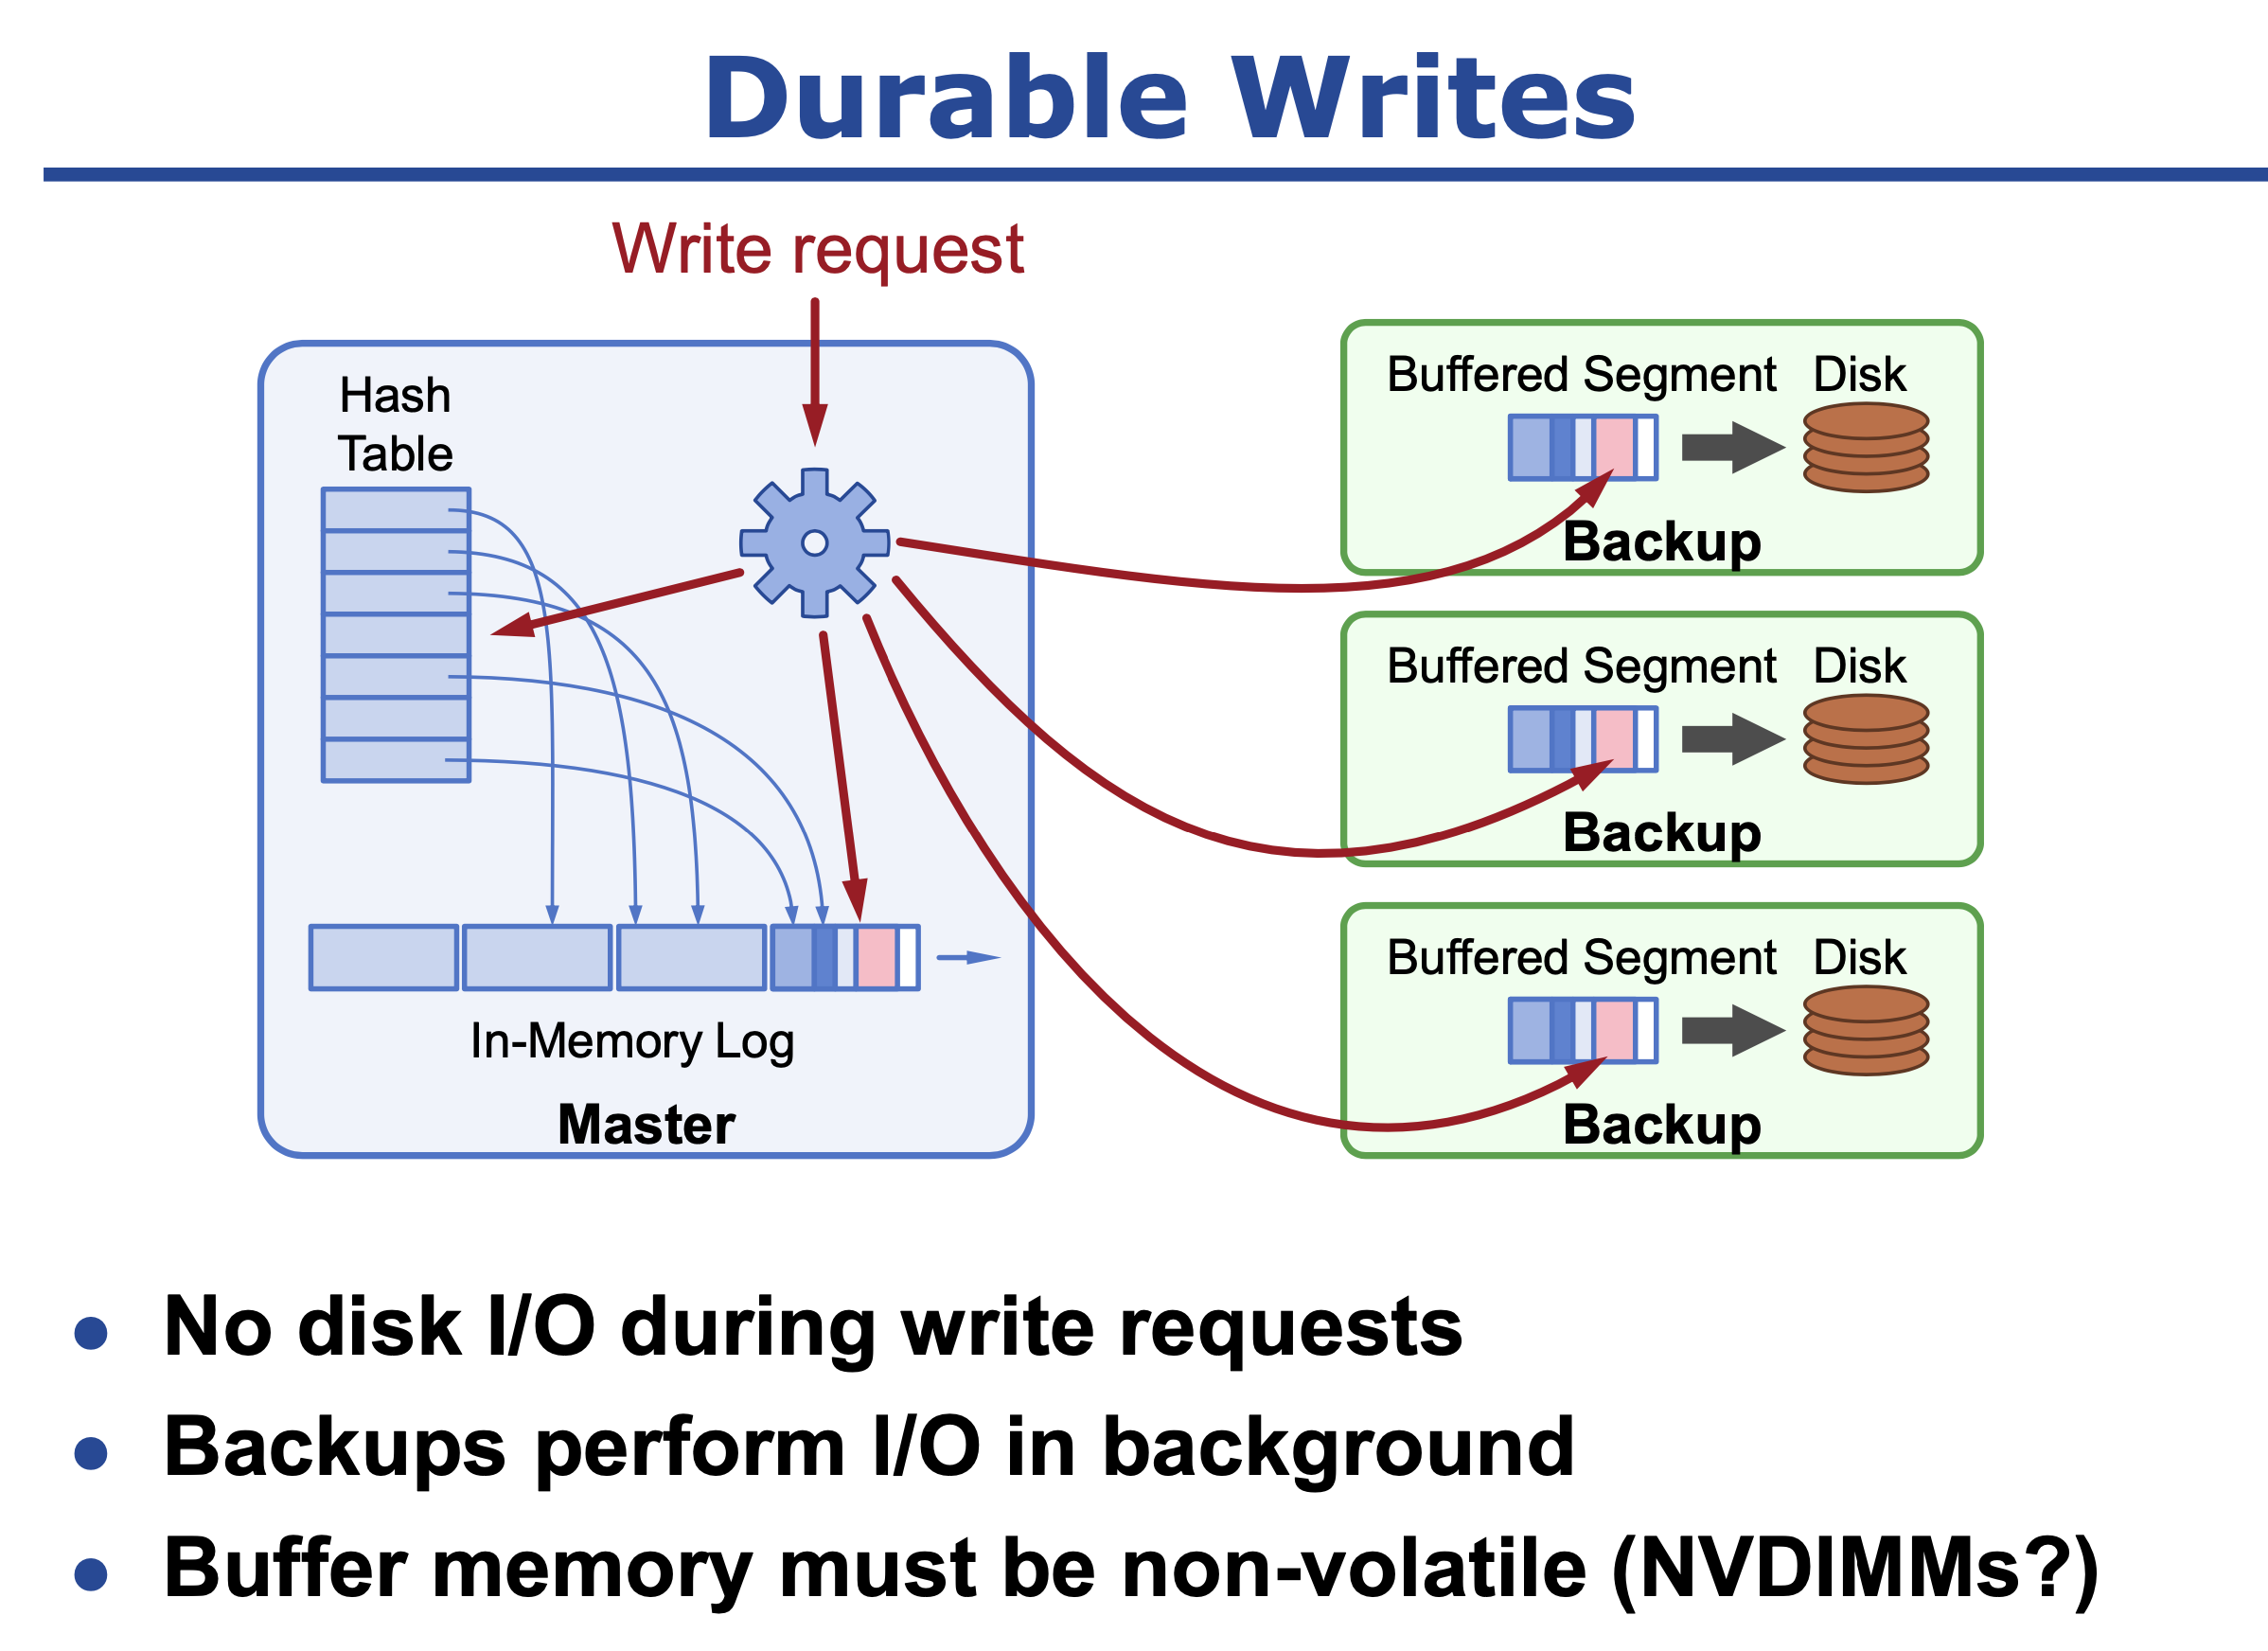 Durable Writes
Write request
Hash
Table
In-Memory Log
Master
Buffered Segment Disk
Backup
Buffered Segment Disk
Backup
Buffered Segment Disk
Backup
No disk I/O during write requests
Backups perform I/O in background
Buffer memory must be non-volatile (NVDIMMs?)